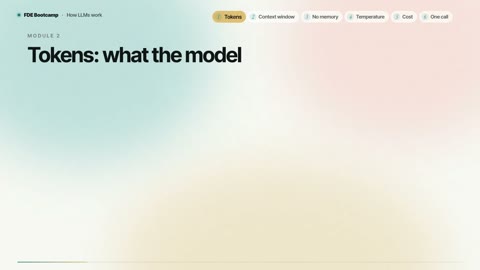 FDE Bootcamp · How LLMs work
1 Tokens 2 Context window 3 No memory 4 Temperature 5 Cost 6 One call
MODULE 2
Tokens: what the model